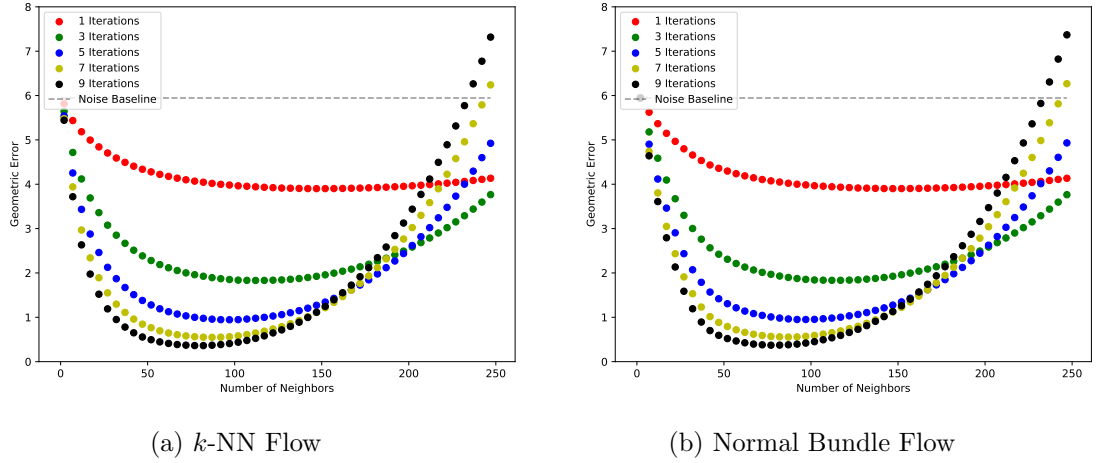 8
7
6
5
4
3
2
1
0
Geometric Error
1 Iterations
3 Iterations
5 Iterations
7 Iterations
9 Iterations
Noise Baseline
0 50 100 150 200 250
Number of Neighbors
(a) k-NN Flow
8
7
6
5
4
3
2
1
0
Geometric Error
1 Iterations
3 Iterations
5 Iterations
7 Iterations
9 Iterations
Noise Baseline
0 50 100 150 200 250
Number of Neighbors
(b) Normal Bundle Flow